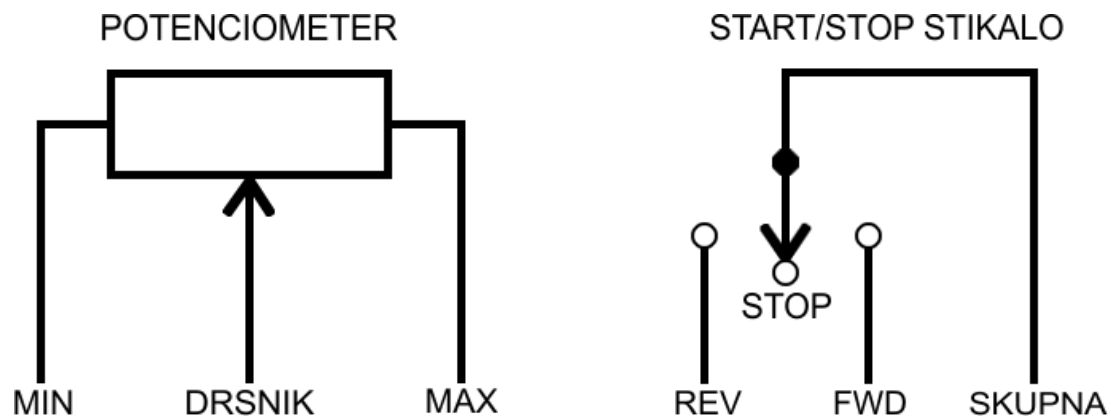 POTENCIOMETER
START/STOP STIKALO
STOP
MIN DRSNIK MAX
REV FWD SKUPNA